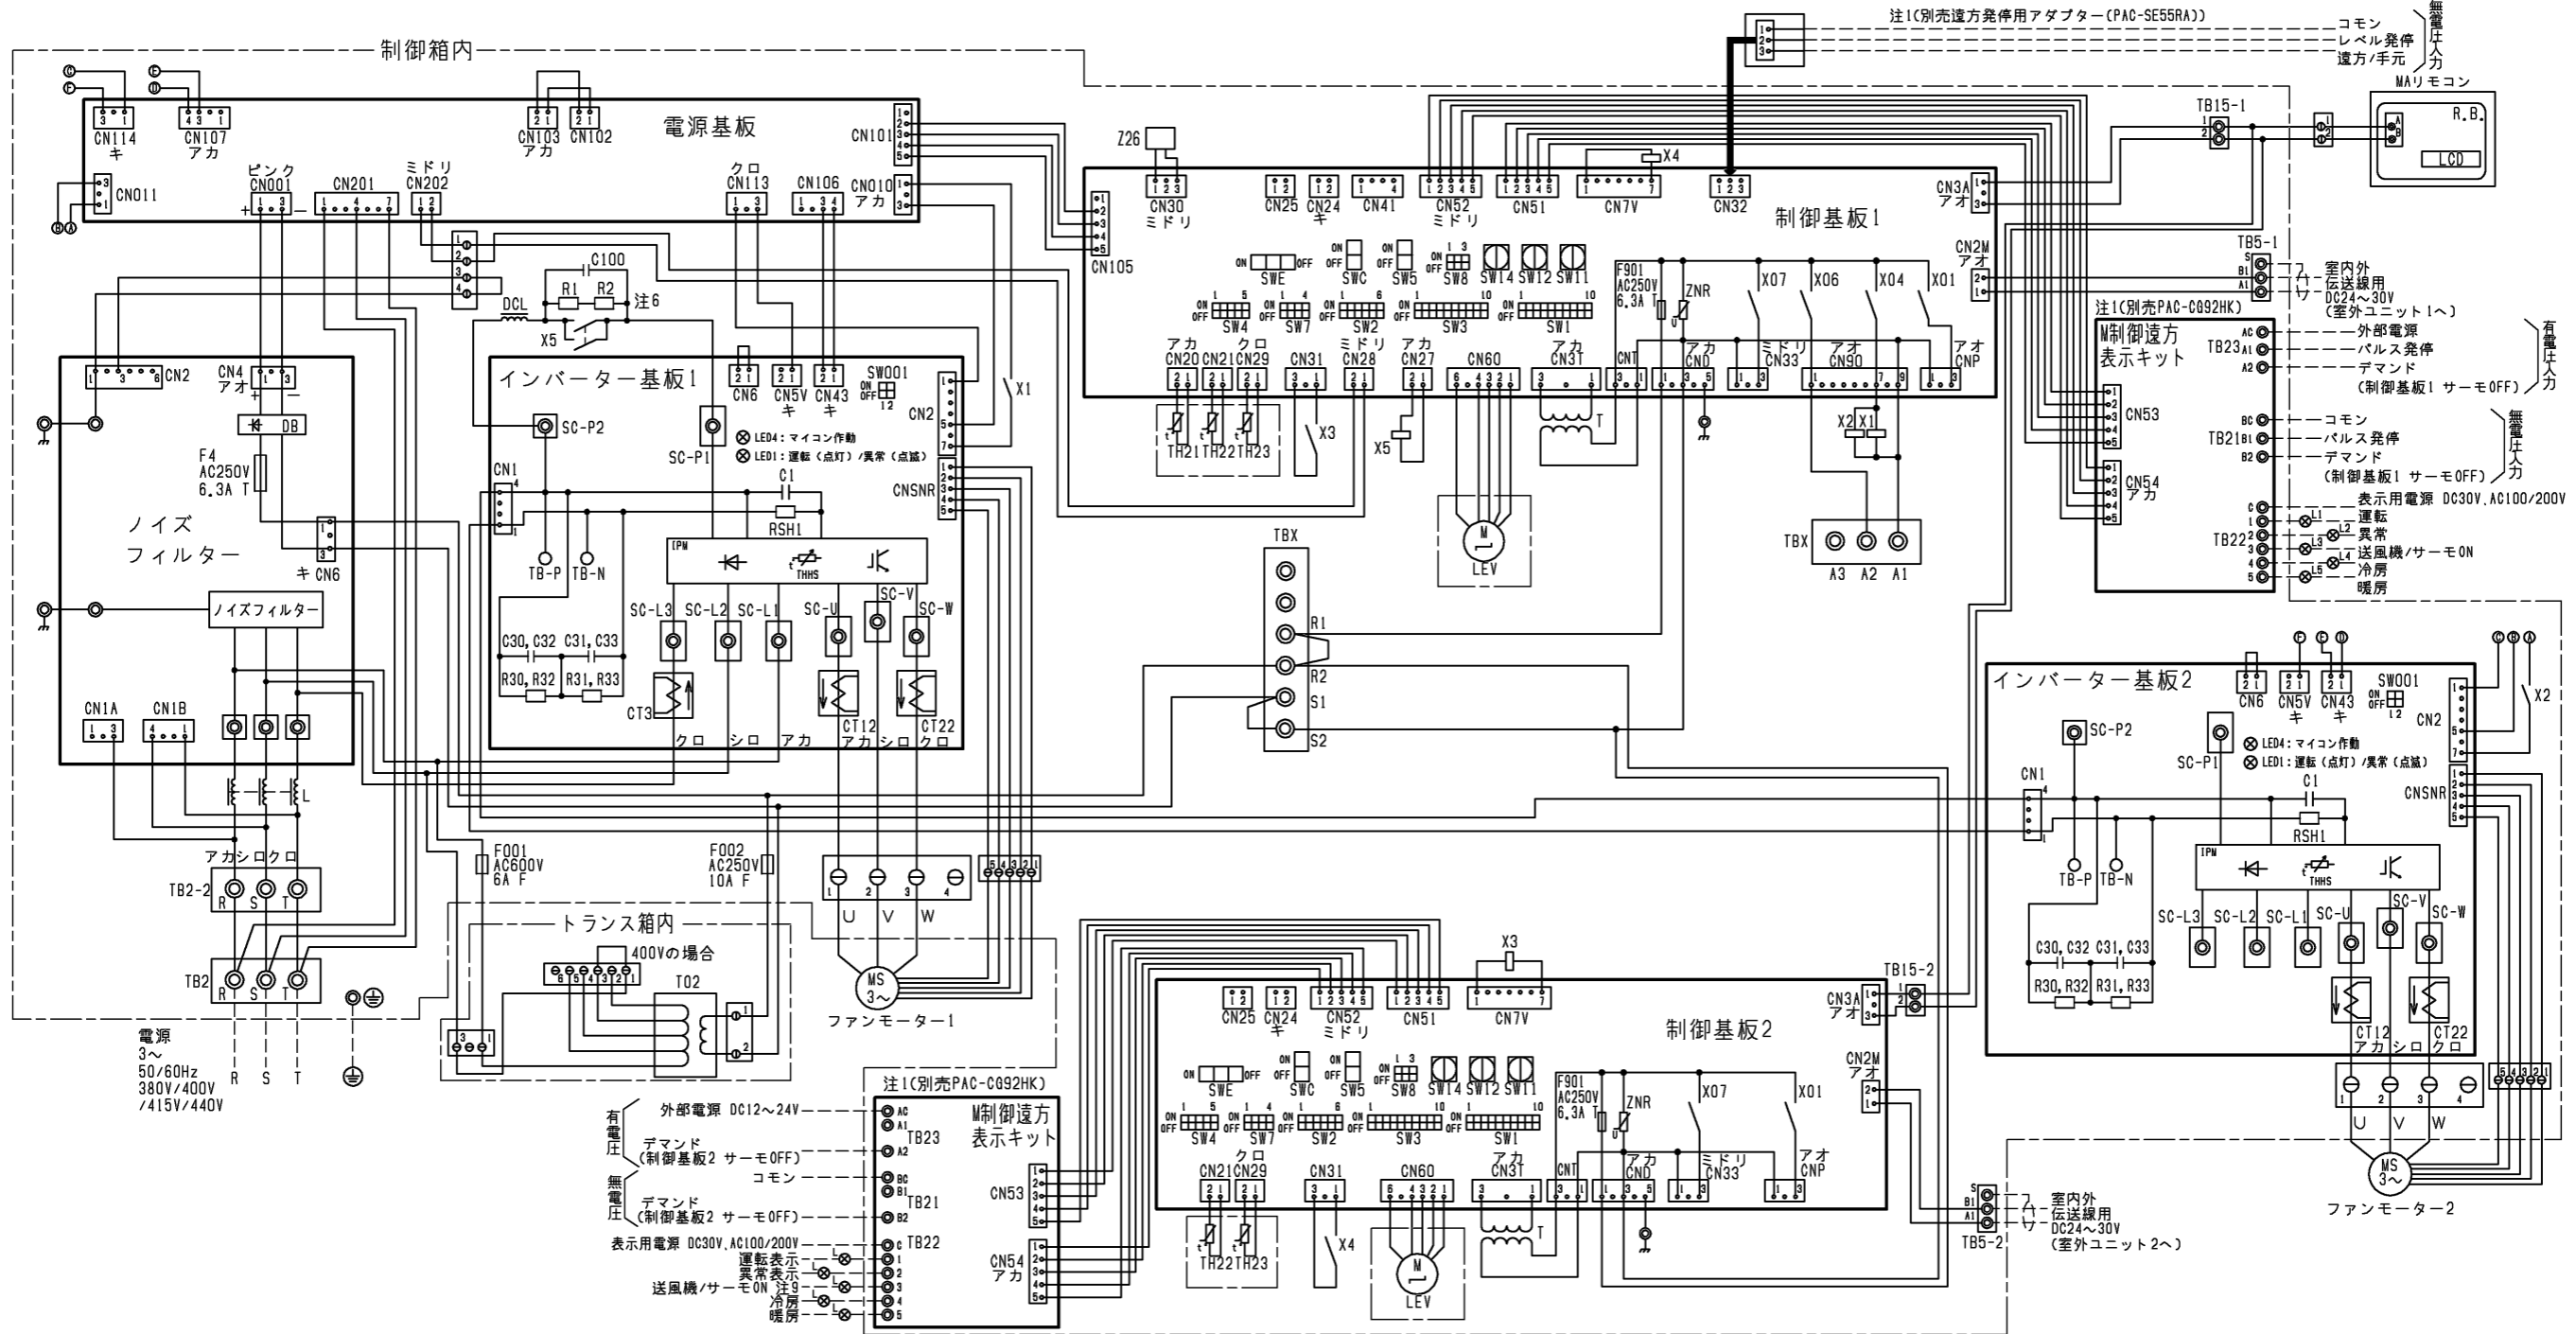 制御箱内
注1(別売遠方発停用アダプター(PAC-SE55RA))
コモン
レベル発停
遠方/手元
無電圧入力
MAリモコン
R.B.
LCD
TB15-1
電源基板
CN114
キ
CN107
アカ
CN103
アカ
CN102
CN101
CN011
ピンク
CN001
CN201
ミドリ
CN202
クロ
CN113
CN106
CN010
アカ
Z26
CN30
ミドリ
CN25
CN24
キ
CN41
CN52
ミドリ
CN51
CN7V
X4
CN32
制御基板1
CN3A
アオ
CN2M
アオ
CN105
SWE
SWC
SW5
SW8
SW14
SW12
SW11
SW4
SW7
SW2
SW3
SW1
F901
AC250V
6.3A T
ZNR
X07
X06
X04
X01
アカ
CN20
CN21
クロ
CN29
CN31
ミドリ
CN28
アカ
CN27
CN60
アカ
CN3T
CNT
アカ
CND
ミドリ
CN33
アオ
CN90
アオ
CNP
TH21
TH22
TH23
X3
X5
LEV
T
X2
X1
TBX
A3 A2 A1
TB5-1
S
B1
A1
室内外
伝送線用
DC24〜30V
(室外ユニット1へ)
注1(別売PAC-CG92HK)
M制御遠方
表示キット
CN53
CN54
アカ
TB23
AC
A1
A2
外部電源
パルス発停
デマンド
(制御基板1 サーモOFF)
有電圧入力
TB21
BC
B1
B2
コモン
パルス発停
デマンド
(制御基板1 サーモOFF)
無電圧入力
表示用電源 DC30V,AC100/200V
TB22
運転
異常
送風機/サーモON
冷房
暖房
L1
L2
L3
L4
L5
C100
R1
R2
注6
DCL
X5
ノイズ
フィルター
CN2
CN4
アオ
DB
F4
AC250V
6.3A T
キ CN6
ノイズフィルター
CN1A
CN1B
L
アカシロクロ
TB2-2
R S T
TB2
R S T
電源
3〜
50/60Hz
380V/400V
/415V/440V
R S T
インバーター基板1
SC-P2
SC-P1
CN6
CN5V
キ
CN43
キ
SW001
ON
OFF
1 2
CN2
X1
LED4:マイコン作動
LED1:運転(点灯)/異常(点滅)
CNSNR
CN1
C1
RSH1
TB-P
TB-N
IPM
THHS
SC-L3
SC-L2
SC-L1
SC-U
SC-V
SC-W
C30,C32
C31,C33
R30,R32
R31,R33
CT3
CT12
CT22
クロ シロ アカ
アカ シロ クロ
TBX
R1
R2
S1
S2
F001
AC600V
6A F
F002
AC250V
10A F
トランス箱内
400Vの場合
T02
U V W
MS
3〜
ファンモーター1
インバーター基板2
SC-P2
SC-P1
CN6
CN5V
キ
CN43
キ
SW001
ON
OFF
1 2
CN2
X2
LED4:マイコン作動
LED1:運転(点灯)/異常(点滅)
CNSNR
CN1
C1
RSH1
TB-P
TB-N
IPM
THHS
SC-L3
SC-L2
SC-L1
SC-U
SC-V
SC-W
C30,C32
C31,C33
R30,R32
R31,R33
CT12
CT22
アカ シロ クロ
U V W
MS
3〜
ファンモーター2
CN25
CN24
キ
CN52
ミドリ
CN51
CN7V
X3
制御基板2
CN3A
アオ
TB15-2
CN2M
アオ
SWE
SWC
SW5
SW8
SW14
SW12
SW11
SW4
SW7
SW2
SW3
SW1
F901
AC250V
6.3A T
ZNR
X07
X01
CN21
クロ
CN29
CN31
CN60
アカ
CN3T
CNT
アカ
CND
ミドリ
CN33
アオ
CNP
TH22
TH23
X4
M
LEV
T
TB5-2
S
B1
A1
室内外
伝送線用
DC24〜30V
(室外ユニット2へ)
注1(別売PAC-CG92HK)
M制御遠方
表示キット
CN53
CN54
アカ
有電圧
外部電源 DC12〜24V
デマンド
(制御基板2 サーモOFF)
無電圧
コモン
デマンド
(制御基板2 サーモOFF)
TB23
TB21
TB22
表示用電源 DC30V,AC100/200V
運転表示
異常表示
送風機/サーモON 注9
冷房
暖房